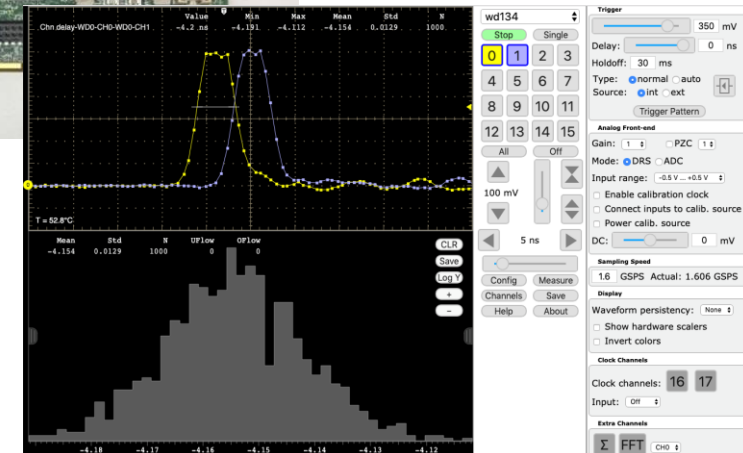 Value Min Max Mean Std N
Chn delay-WD0-CH0-WD0-CH1 -4.2 ns -4.191 -4.112 -4.154 0.0129 1000
0
T = 52.8°C
Mean Std N UFlow OFlow
-4.154 0.0129 1000 0 0
CLR
Save
Log Y
+
−
-4.18 -4.17 -4.16 -4.15 -4.14 -4.13 -4.12
wd134
Stop Single
0 1 2 3
4 5 6 7
8 9 10 11
12 13 14 15
All Off
100 mV
5 ns
Config Measure
Channels Save
Help About
Trigger
350 mV
Delay: 0 ns
Holdoff: 30 ms
Type: normal auto
Source: int ext
Trigger Pattern
Analog Front-end
Gain: 1 PZC 1
Mode: DRS ADC
Input range: -0.5 V ... +0.5 V
Enable calibration clock
Connect inputs to calib. source
Power calib. source
DC: 0 mV
Sampling Speed
1.6 GSPS Actual: 1.606 GSPS
Display
Waveform persistency: None
Show hardware scalers
Invert colors
Clock Channels
Clock channels: 16 17
Input: Off
Extra Channels
Σ FFT CH0